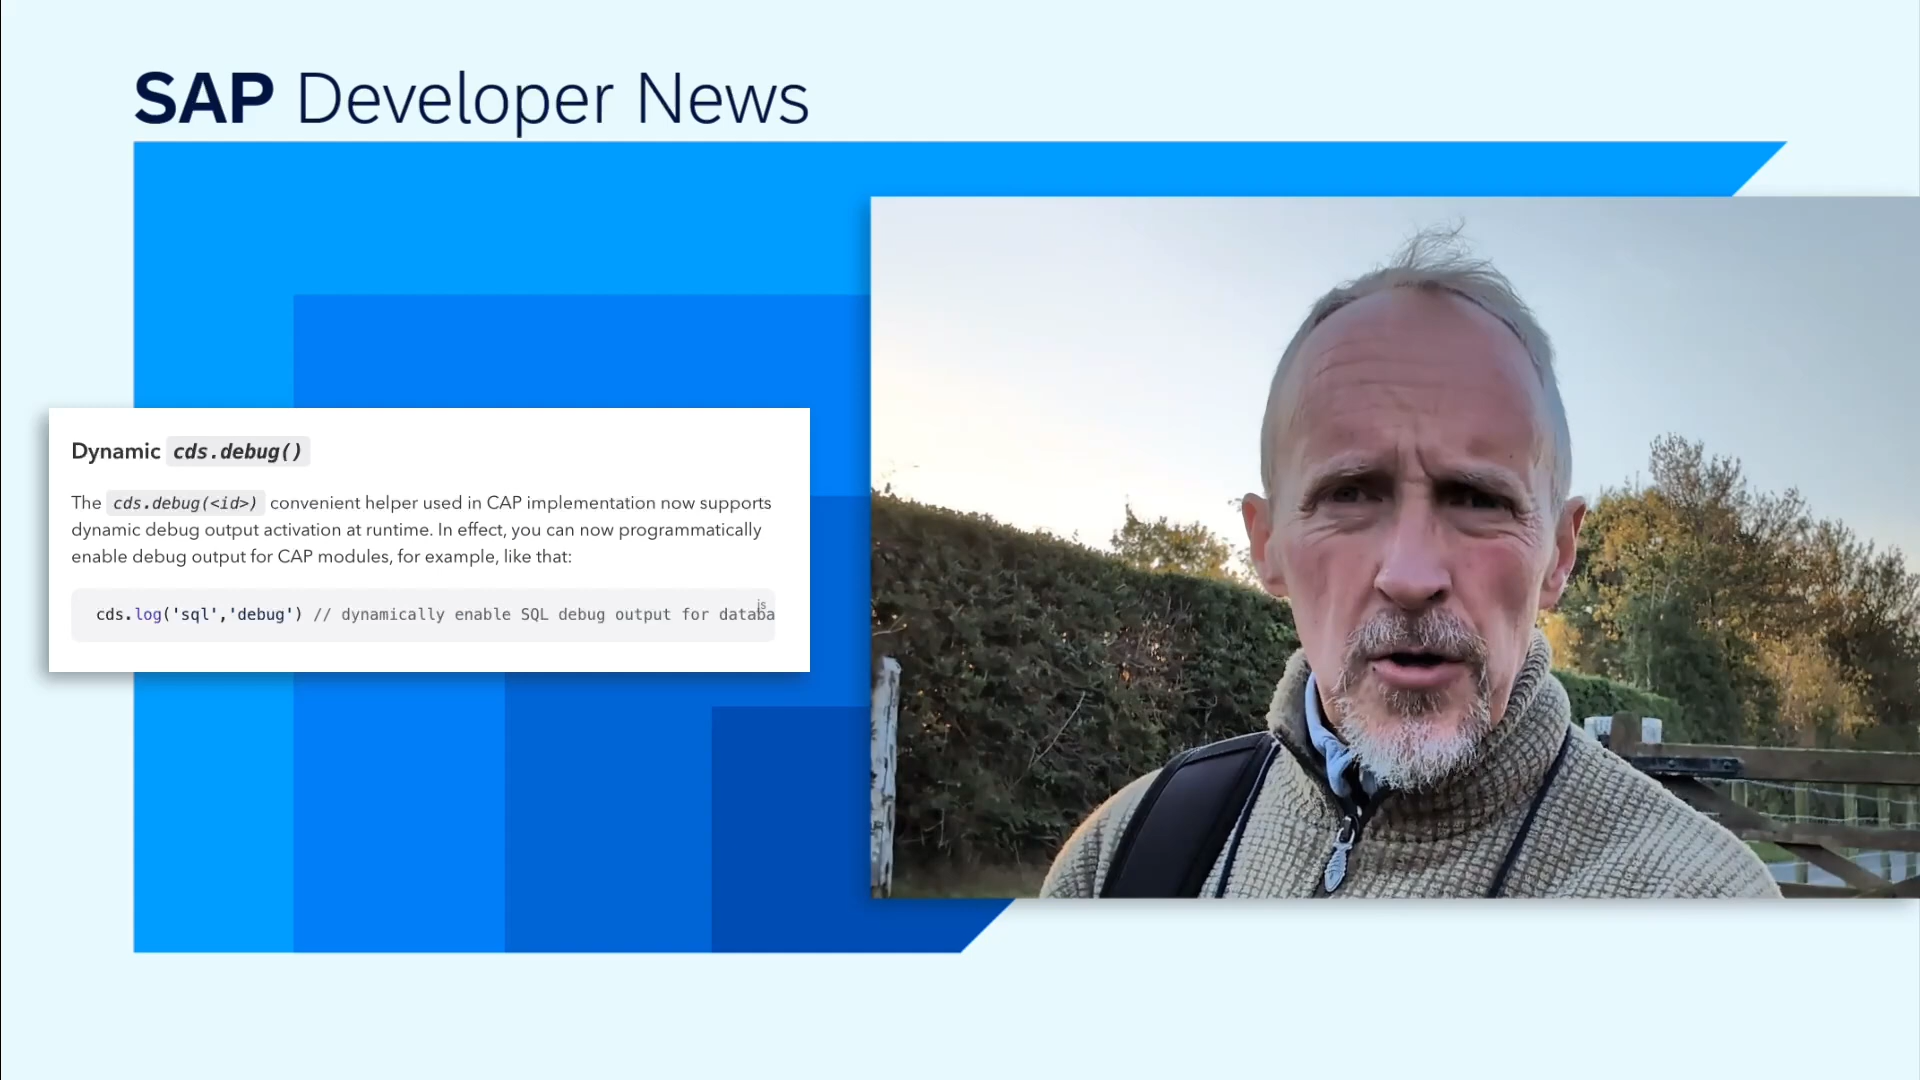 SAP Developer News
Dynamic cds.debug()
The cds.debug(<id>) convenient helper used in CAP implementation now supports
dynamic debug output activation at runtime. In effect, you can now programmatically
enable debug output for CAP modules, for example, like that:
js
cds.log('sql','debug') // dynamically enable SQL debug output for databa